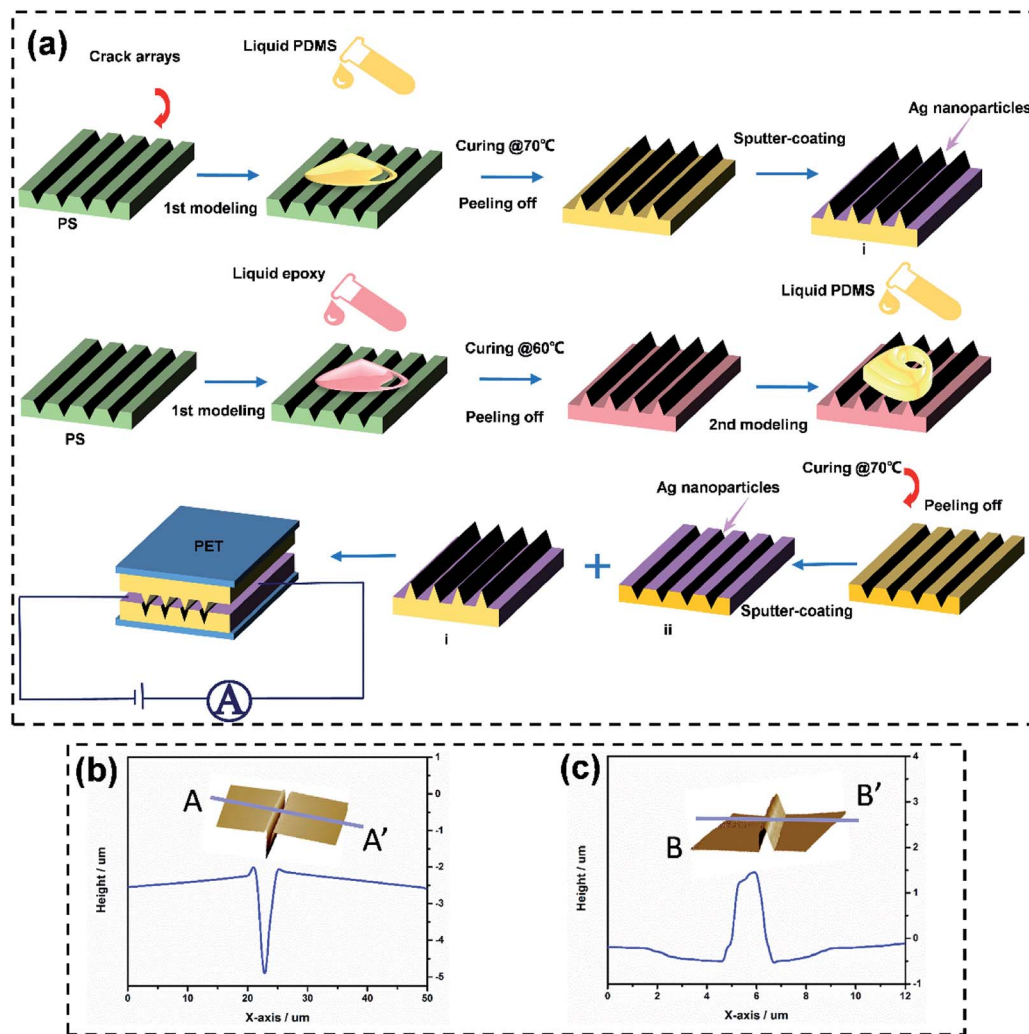 (a)
Crack arrays
Liquid PDMS
Curing @70℃
Sputter-coating
Ag nanoparticles
1st modeling
Peeling off
PS
i
Liquid epoxy
Liquid PDMS
Curing @60℃
1st modeling
Peeling off
2nd modeling
PS
Curing @70℃
Ag nanoparticles
Peeling off
PET
+
Sputter-coating
i
ii
A
(b)
A
A'
1
0
-1
-2
-3
-4
-5
Height / um
0
10
20
30
40
50
X-axis / um
(c)
B'
B
4
3
2
1
0
-1
Height / um
0
2
4
6
8
10
12
X-axis / um